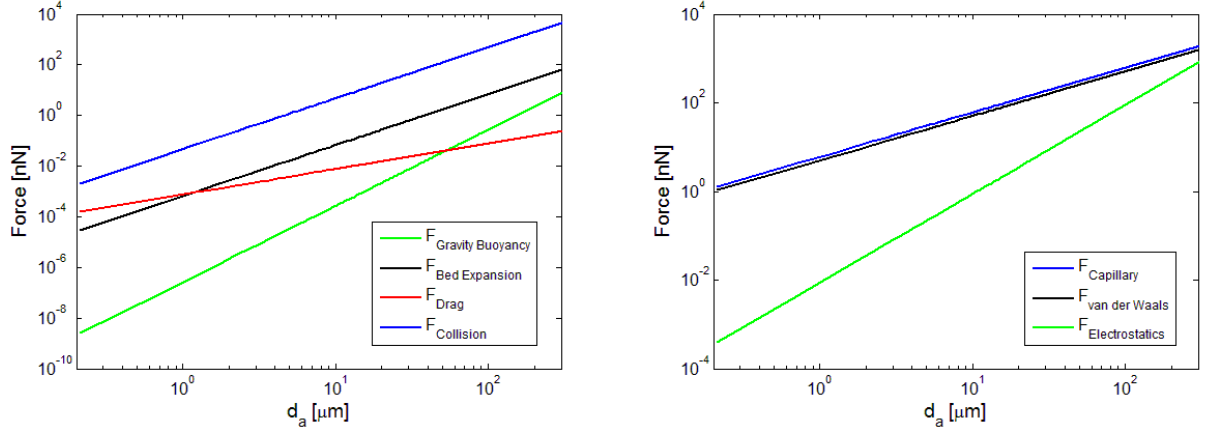 10^4
10^2
10^0
10^-2
10^-4
10^-6
10^-8
10^-10
Force [nN]
F_Gravity Buoyancy
F_Bed Expansion
F_Drag
F_Collision
10^0
10^1
10^2
d_a [μm]
10^4
10^2
10^0
10^-2
10^-4
Force [nN]
F_Capillary
F_van der Waals
F_Electrostatics
10^0
10^1
10^2
d_a [μm]